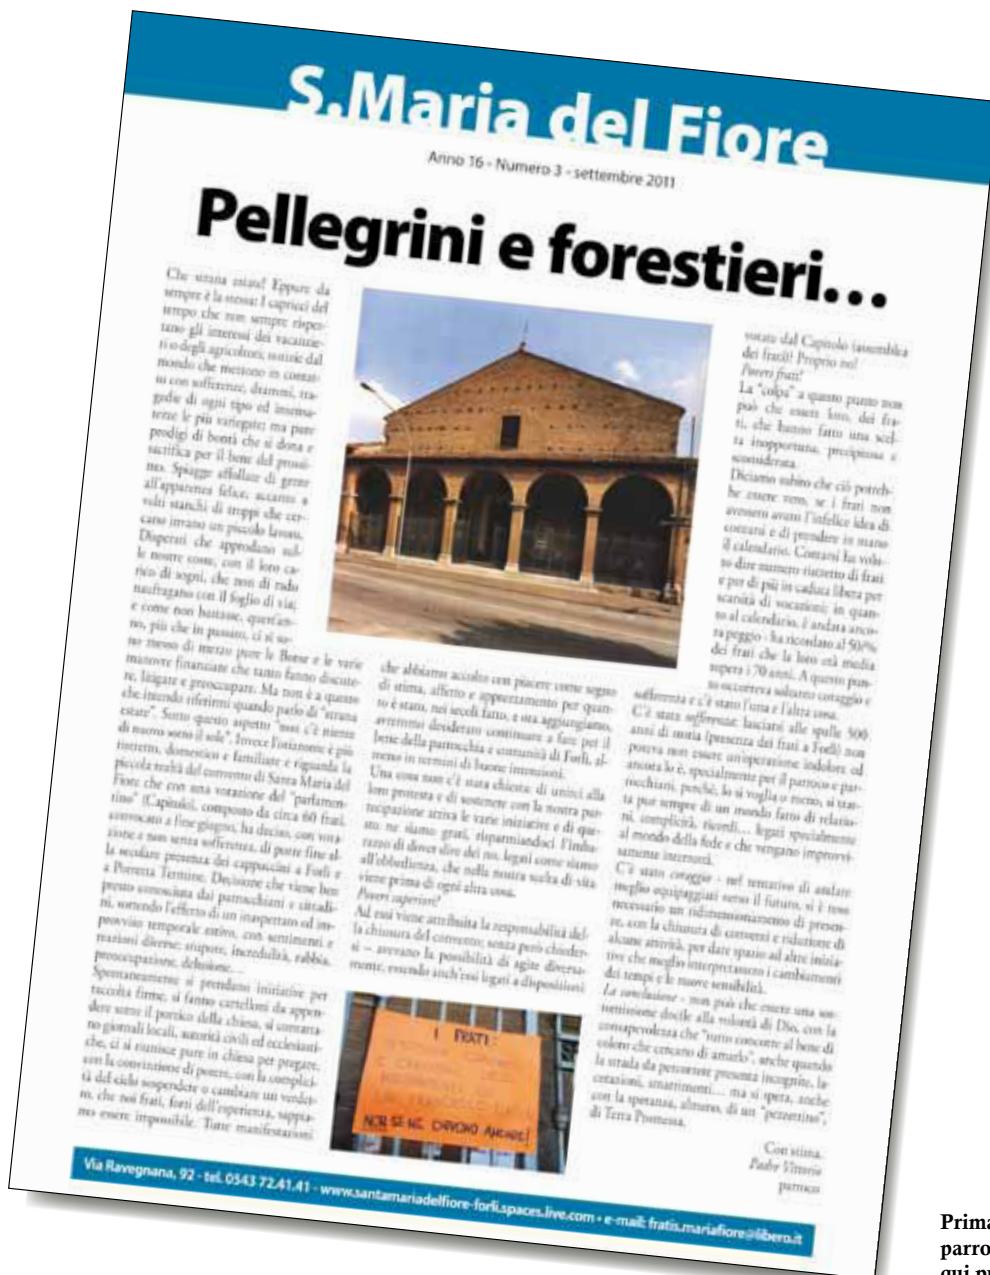 S.Maria del Fiore
Anno 16 - Numero 3 - settembre 2011
Pellegrini e forestieri…
Che strana estate! Eppure da
sempre è la stessa: I capricci del
tempo che non sempre rispet-
tano gli interessi dei vacanzie-
ri o degli agricoltori; notizie dal
mondo che mettono in contat-
to con sofferenze, drammi, tra-
gedie di ogni tipo ed insensa-
tezze le più variegate; ma pure
prodigi di bontà che si dona e
sacrifica per il bene del prossi-
mo. Spiagge affollate di gente
all'apparenza felice, accanto a
volti stanchi di troppi che cer-
cano invano un piccolo lavoro.
Disperati che approdano sul-
le nostre coste, con il loro ca-
rico di sogni, che non di rado
naufragano con il foglio di via;
e come non bastasse, quest'an-
no, più che in passato, ci si so-
no messo di mezzo pure le Borse e le varie
manovre finanziate che tanto fanno discute-
re, litigare e preoccupare. Ma non è a questo
che intendo riferirmi quando parlo di "strana
estate". Sotto questo aspetto "non c'è niente
di nuovo sotto il sole". Invece l'orizzonte è più
ristretto, domestico e familiare e riguarda la
piccola realtà del convento di Santa Maria del
Fiore che con una votazione del "parlamen-
tino" (Capitolo), composto da circa 60 frati,
convocato a fine giugno, ha deciso, con vota-
zione e non senza sofferenza, di porre fine al-
la secolare presenza dei cappuccini a Forlì e
a Porretta Terme. Decisione che viene ben
presto conosciuta dai parrocchiani e cittadi-
ni, sortendo l'effetto di un inaspettato ed im-
provviso temporale estivo, con sentimenti e
reazioni diverse: stupore, incredulità, rabbia,
preoccupazione, delusione…
Spontaneamente si prendono iniziative per
raccolta firme, si fanno cartelloni da appen-
dere sotto il portico della chiesa, si contatta-
no giornali locali, autorità civili ed ecclesiasti-
che, ci si riunisce pure in chiesa per pregare,
con la convinzione di potere, con la complici-
tà del cielo sospendere o cambiare un verdet-
to, che noi frati, forti dell'esperienza, sappia-
mo essere impossibile. Tutte manifestazioni
che abbiamo accolto con piacere come segno
di stima, affetto e apprezzamento per quan-
to è stato, nei secoli fatto, e ora aggiungiamo,
avremmo desiderato continuare a fare per il
bene della parrocchia e comunità di Forlì, al-
meno in termini di buone intenzioni.
Una cosa non c'è stata chiesta: di unirci alla
loro protesta e di sostenere con la nostra par-
tecipazione attiva le varie iniziative e di que-
sto ne siamo grati, risparmiandoci l'imba-
razzo di dover dire dei no, legati come siamo
all'obbedienza, che nella nostra scelta di vita
viene prima di ogni altra cosa.
Poveri superiori!
Ad essi viene attribuita la responsabilità del-
la chiusura del convento; senza però chieder-
si – avevano la possibilità di agire diversa-
mente, essendo anch'essi legati a disposizioni
votate dal Capitolo (assemblea
dei frati)! Proprio no!
Poveri frati!
La "colpa" a questo punto non
può che essere loro, dei fra-
ti, che hanno fatto una scel-
ta inopportuna, precipitosa e
sconsiderata.
Diciamo subito che ciò potreb-
be essere vero, se i frati non
avessero avuto l'infelice idea di
contarsi e di prendere in mano
il calendario. Contarsi ha volu-
to dire numero ristretto di frati
e per di più in caduta libera per
scarsità di vocazioni; in quan-
to al calendario, è andata anco-
ra peggio - ha ricordato al 50%
dei frati che la loro età media
supera i 70 anni. A questo pun-
to occorreva soltanto coraggio e
sofferenza e c'è stato l'una e l'altra cosa.
C'è stata sofferenza: lasciarsi alle spalle 500
anni di storia (presenza dei frati a Forlì) non
poteva non essere un'operazione indolore ed
ancora lo è, specialmente per il parroco e par-
rocchiani, perché, lo si voglia o meno, si trat-
ta pur sempre di un mondo fatto di relazio-
ni, complicità, ricordi… legati specialmente
al mondo della fede e che vengano improvvi-
samente interrotti.
C'è stato coraggio - nel tentativo di andare
meglio equipaggiati verso il futuro, si è reso
necessario un ridimensionamento di presen-
ze, con la chiusura di conventi e riduzione di
alcune attività, per dare spazio ad altre inizia-
tive che meglio interpretassero i cambiamenti
dei tempi e le nuove sensibilità.
La conclusione - non può che essere una sot-
tomissione docile alla volontà di Dio, con la
consapevolezza che "tutto concorre al bene di
coloro che cercano di amarlo", anche quando
la strada da percorrere presenta incognite, la-
cerazioni, smarrimenti… ma si spera, anche
con la speranza, almeno, di un "pezzettino",
di Terra Promessa.
Con stima.
Padre Vittorio
parroco
I FRATI:
NON SE NE DEVONO ANDARE!
Via Ravegnana, 92 - tel. 0543 72.41.41 - www.santamariadelfiore-forli.spaces.live.com • e-mail: fratis.mariafiore@libero.it
Prima
parro
qui pr